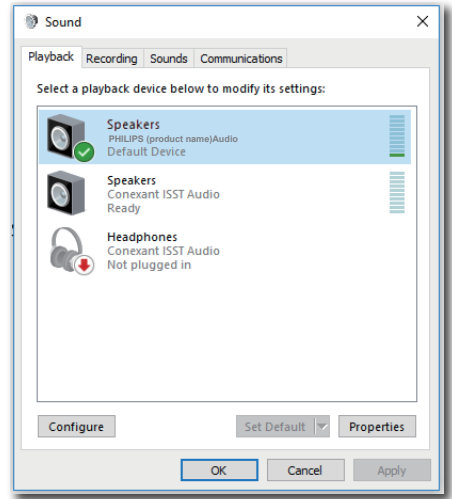 Sound
Playback Recording Sounds Communications
Select a playback device below to modify its settings:
Speakers
PHILIPS (product name)Audio
Default Device
Speakers
Conexant ISST Audio
Ready
Headphones
Conexant ISST Audio
Not plugged in
Configure Set Default Properties
OK Cancel Apply